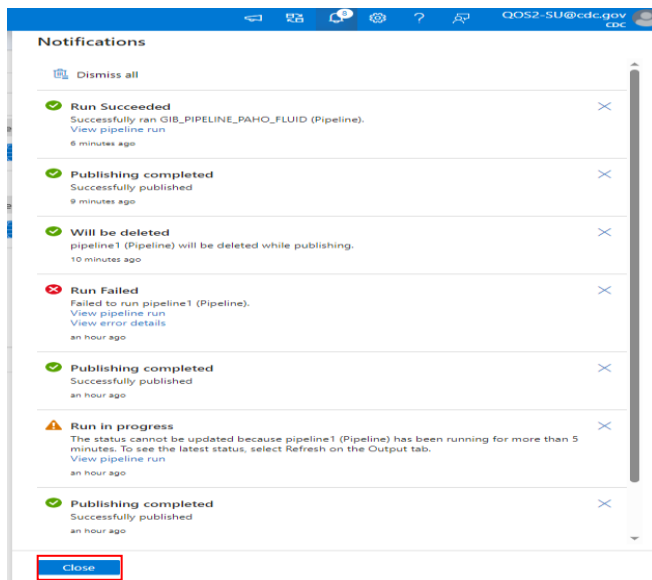 8
QOS2-SU@cdc.gov
CDC
Notifications
Dismiss all
Run Succeeded
Successfully ran GIB_PIPELINE_PAHO_FLUID (Pipeline).
View pipeline run
6 minutes ago
Publishing completed
Successfully published
9 minutes ago
Will be deleted
pipeline1 (Pipeline) will be deleted while publishing.
10 minutes ago
Run Failed
Failed to run pipeline1 (Pipeline).
View pipeline run
View error details
an hour ago
Publishing completed
Successfully published
an hour ago
Run in progress
The status cannot be updated because pipeline1 (Pipeline) has been running for more than 5
minutes. To see the latest status, select Refresh on the Output tab.
View pipeline run
an hour ago
Publishing completed
Successfully published
an hour ago
Close